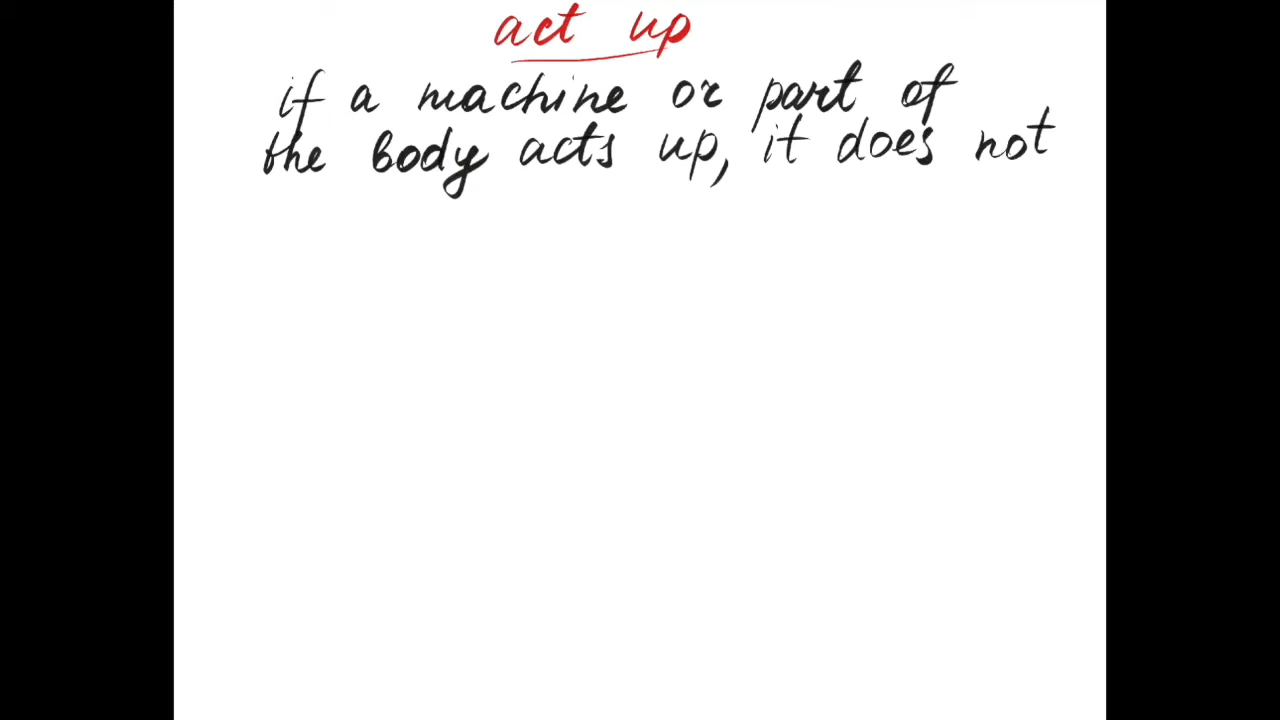 act up
if a machine or part of
the body acts up, it does not